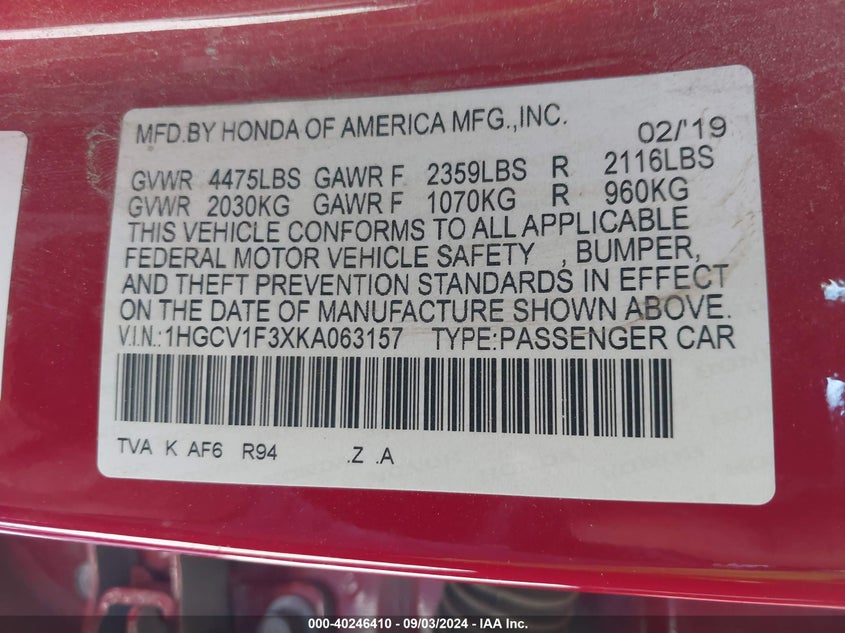 MFD.BY HONDA OF AMERICA MFG.,INC. 02/'19
GVWR 4475LBS GAWR F 2359LBS R 2116LBS
GVWR 2030KG GAWR F 1070KG R 960KG
THIS VEHICLE CONFORMS TO ALL APPLICABLE
FEDERAL MOTOR VEHICLE SAFETY , BUMPER,
AND THEFT PREVENTION STANDARDS IN EFFECT
ON THE DATE OF MANUFACTURE SHOWN ABOVE.
V.I.N.:1HGCV1F3XKA063157 TYPE:PASSENGER CAR
TVA K AF6 R94 .Z .A
000-40246410 - 09/03/2024 - IAA Inc.